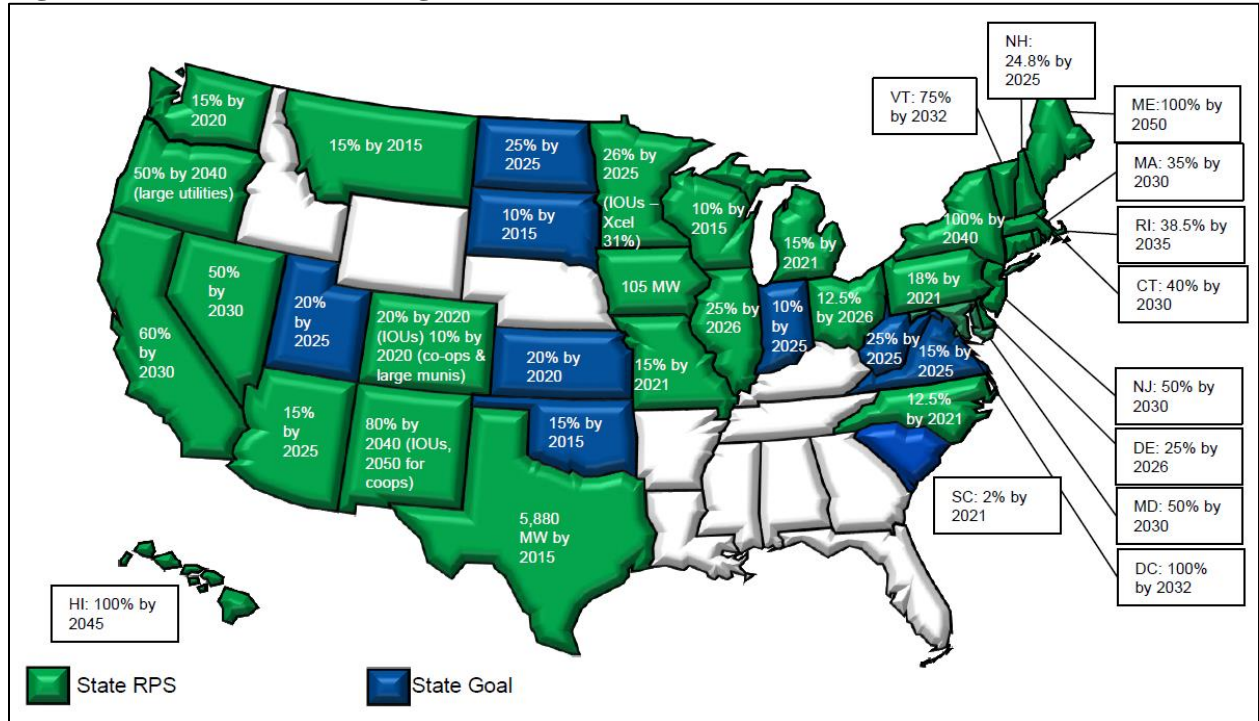 NH:
24.8% by
2025
VT: 75%
by 2032
ME:100% by
2050
MA: 35% by
2030
RI: 38.5% by
2035
CT: 40% by
2030
15% by
2020
15% by 2015
25% by
2025
26% by
2025
(IOUs –
Xcel
31%)
50% by 2040
(large utilities)
10% by
2015
10% by
2015
15% by
2021
100% by
2040
18% by
2021
50%
by
2030
60%
by
2030
20%
by
2025
20% by 2020
(IOUs) 10% by
2020 (co-ops &
large munis)
105 MW
25%
by 2026
10%
by
2025
12.5%
by 2026
25%
by 2025
15% by
2025
20% by
2020
15% by
2021
12.5%
by 2021
15%
by
2025
80% by
2040 (IOUs,
2050 for
coops)
15%
by 2015
5,880
MW by
2015
SC: 2% by
2021
NJ: 50% by
2030
DE: 25% by
2026
MD: 50% by
2030
DC: 100%
by 2032
HI: 100% by
2045
State RPS
State Goal